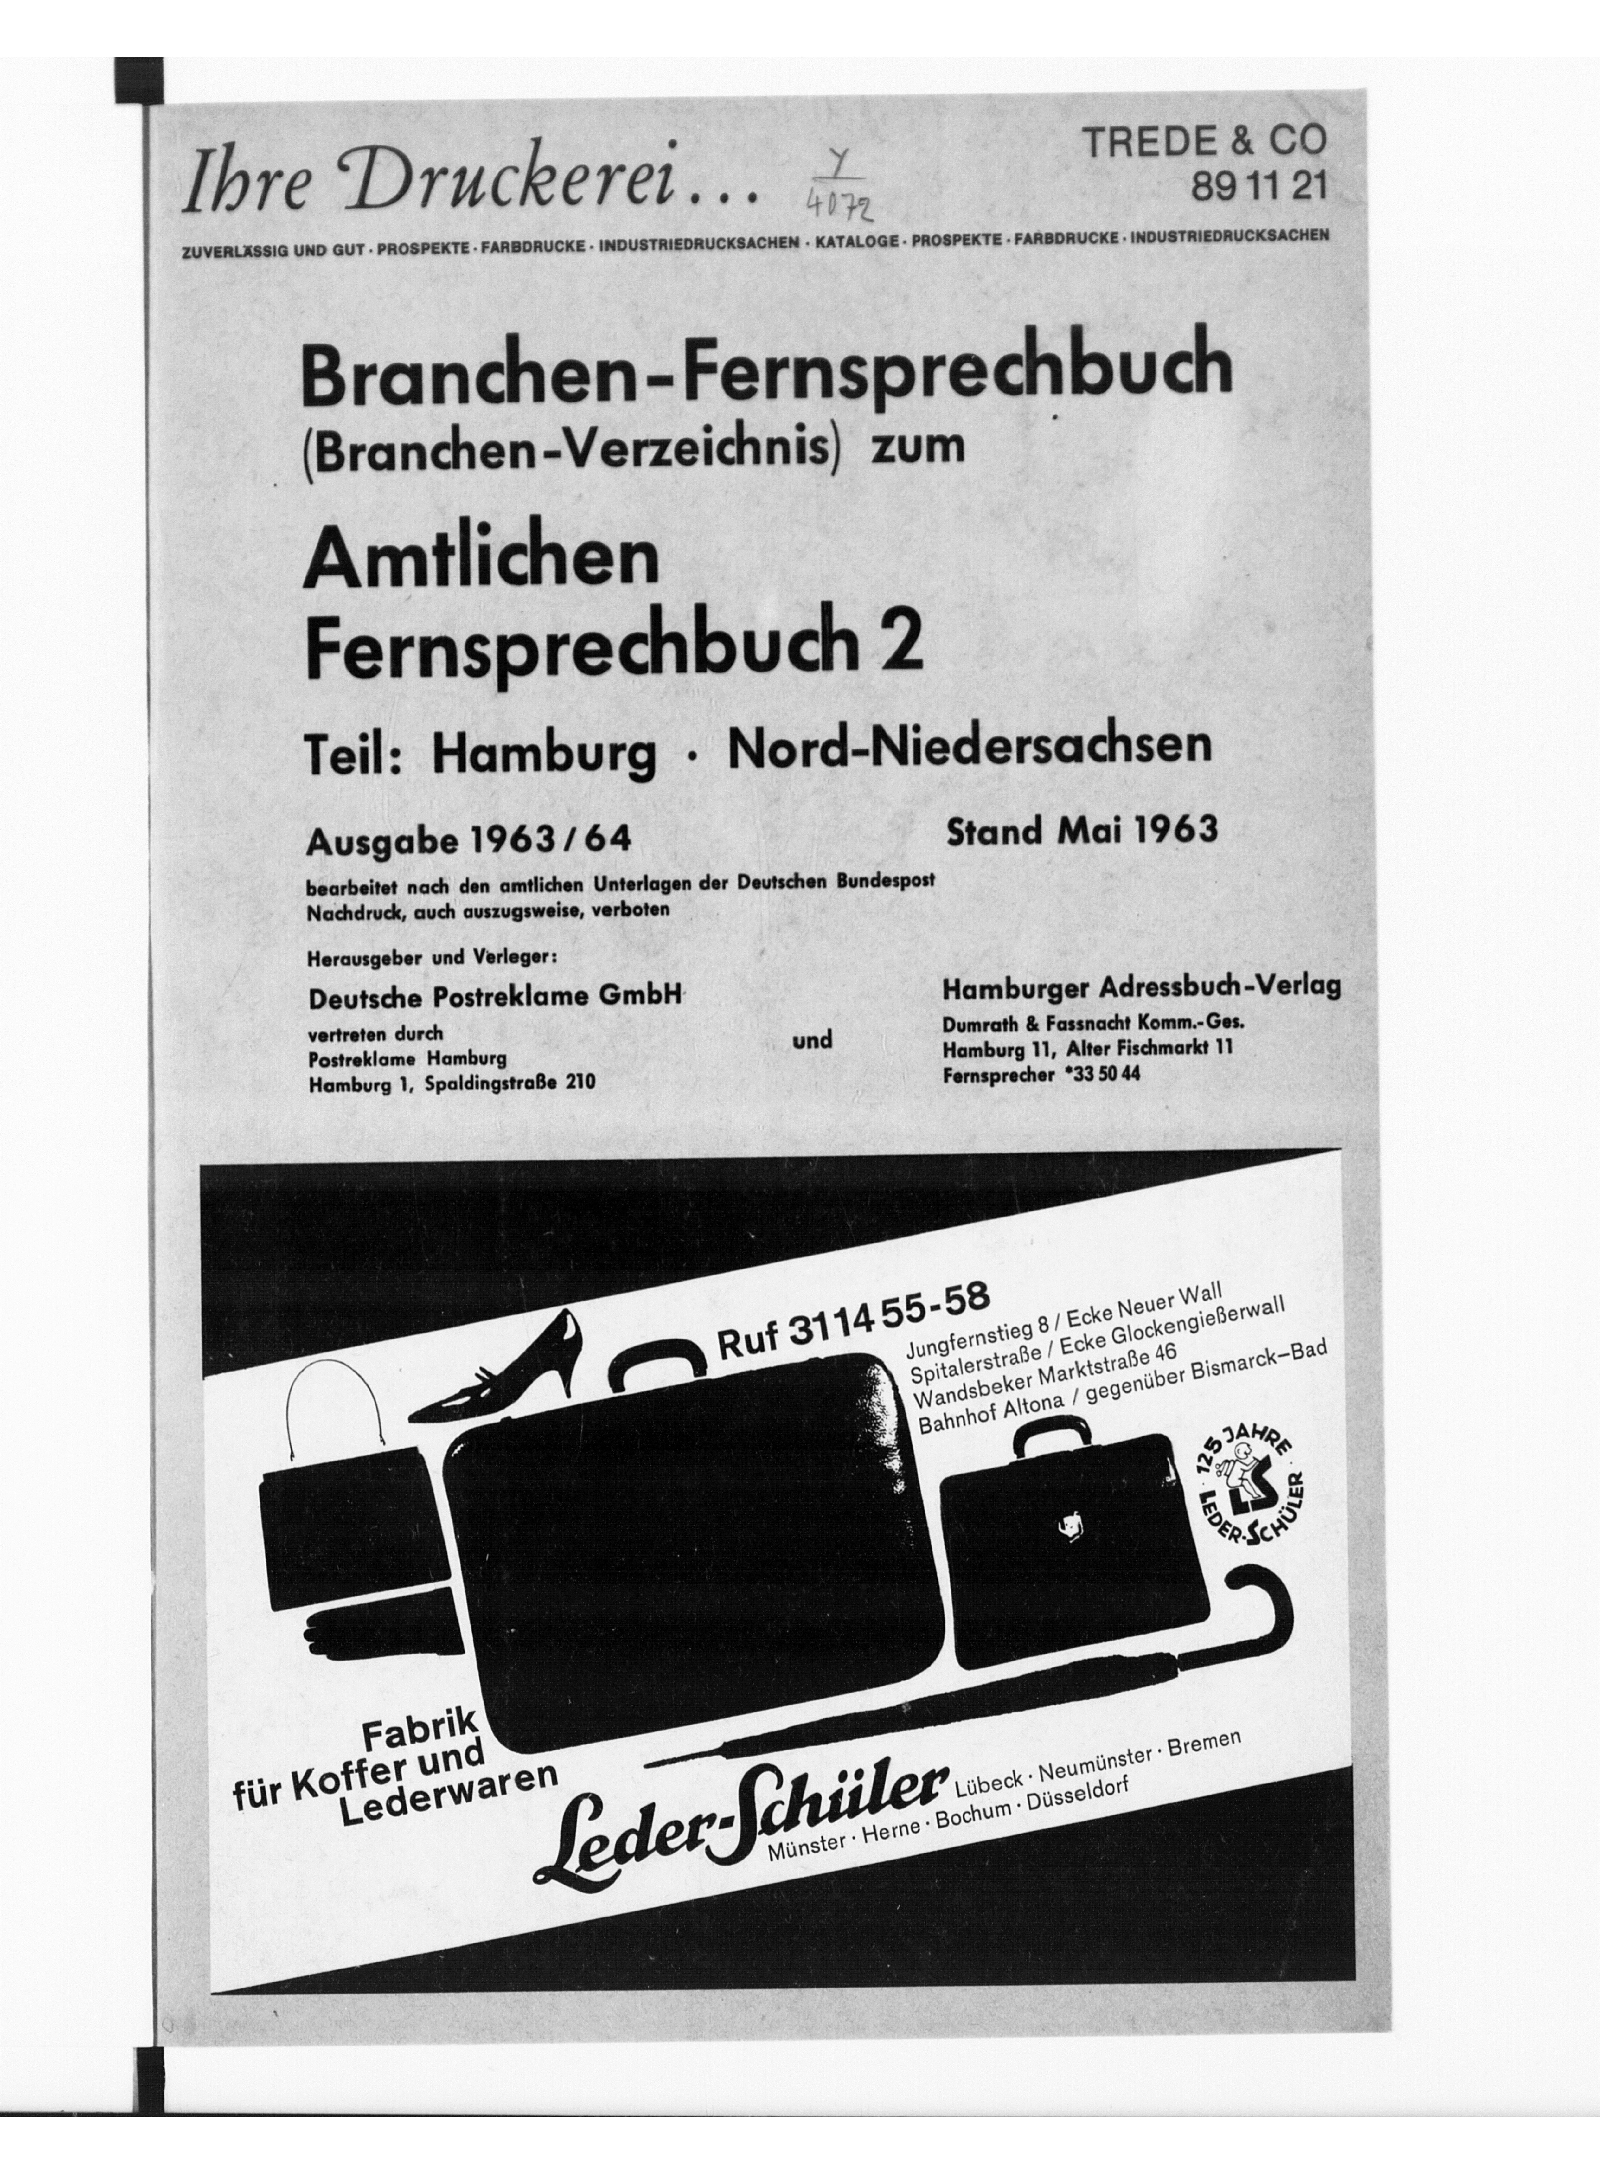 Ihre Druckerei...
Y
4072
TREDE & CO
89 11 21
ZUVERLÄSSIG UND GUT · PROSPEKTE · FARBDRUCKE · INDUSTRIEDRUCKSACHEN · KATALOGE · PROSPEKTE · FARBDRUCKE · INDUSTRIEDRUCKSACHEN
Branchen-Fernsprechbuch
(Branchen-Verzeichnis) zum
Amtlichen
Fernsprechbuch 2
Teil: Hamburg · Nord-Niedersachsen
Ausgabe 1963/64
Stand Mai 1963
bearbeitet nach den amtlichen Unterlagen der Deutschen Bundespost
Nachdruck, auch auszugsweise, verboten
Herausgeber und Verleger:
Deutsche Postreklame GmbH
vertreten durch
Postreklame Hamburg
Hamburg 1, Spaldingstraße 210
und
Hamburger Adressbuch-Verlag
Dumrath & Fassnacht Komm.-Ges.
Hamburg 11, Alter Fischmarkt 11
Fernsprecher *33 50 44
Ruf 31 14 55-58
Jungfernstieg 8 / Ecke Neuer Wall
Spitalerstraße / Ecke Glockengießerwall
Wandsbeker Marktstraße 46
Bahnhof Altona / gegenüber Bismarck-Bad
· 125 JAHRE ·
LS
LEDER-SCHÜLER
Fabrik
für Koffer und
Lederwaren
Leder-Schüler
Lübeck · Neumünster · Bremen
Münster · Herne · Bochum · Düsseldorf